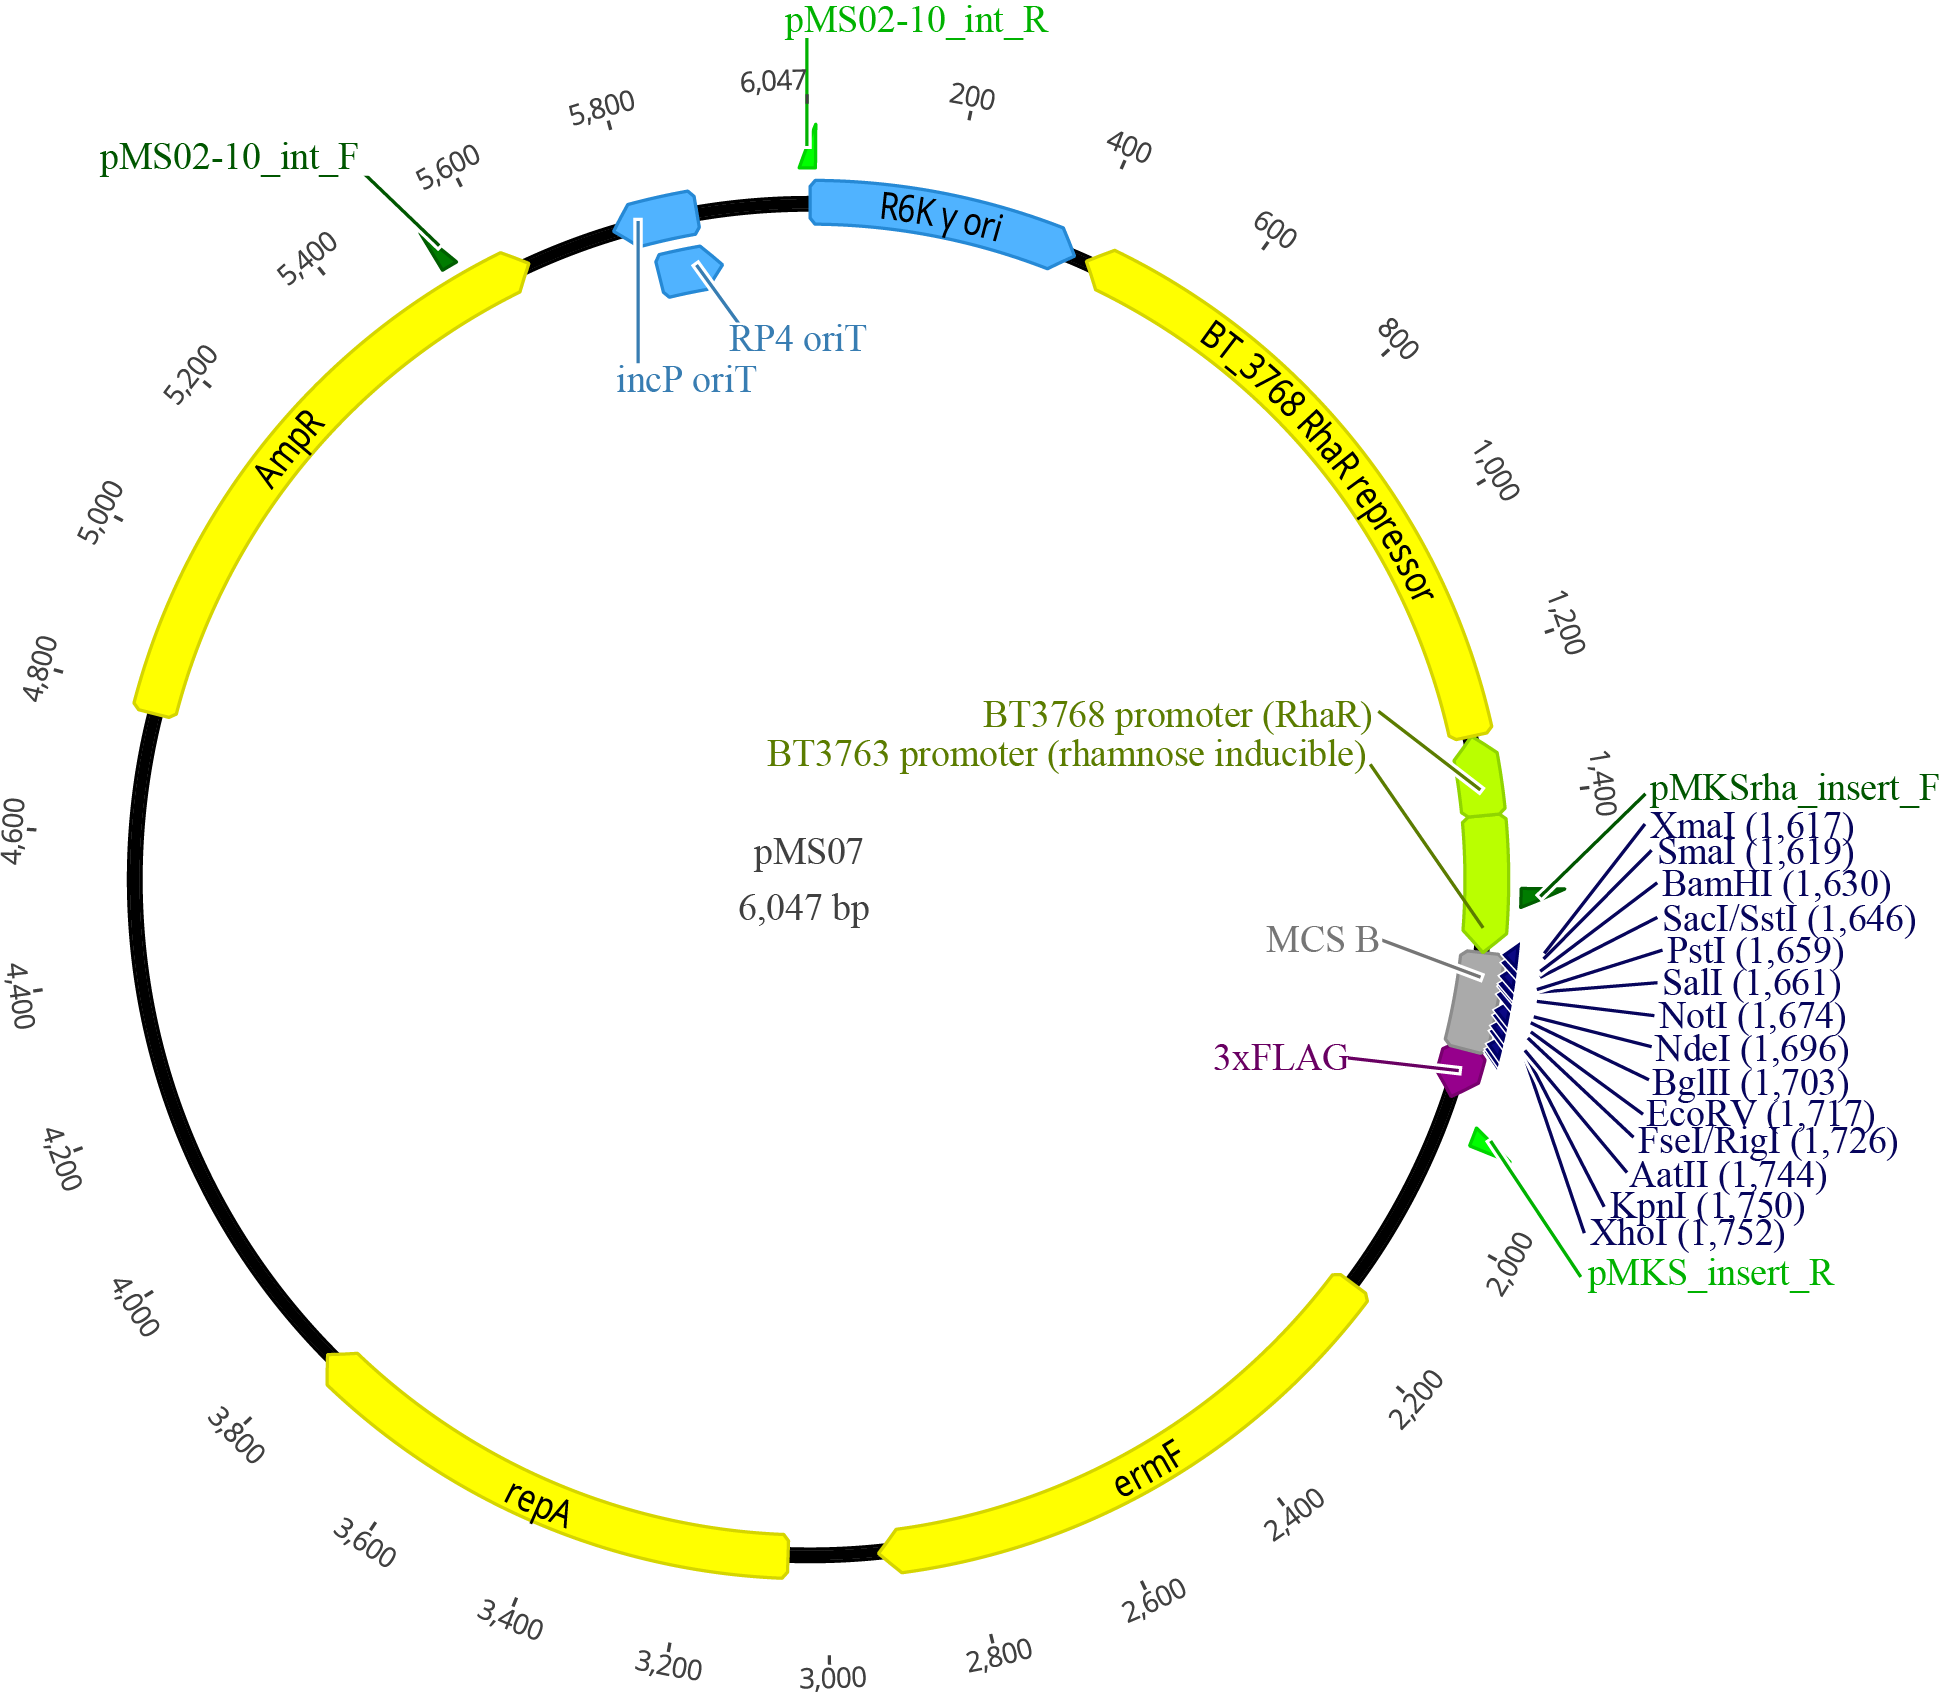 pMS02-10_int_R
6,047
200
400
600
800
1,000
1,200
1,400
2,000
2,200
2,400
2,600
2,800
3,000
3,200
3,400
3,600
3,800
4,000
4,200
4,400
4,600
4,800
5,000
5,200
5,400
5,600
5,800
pMS02-10_int_F
R6K γ ori
BT_3768 RhaR repressor
AmpR
RP4 oriT
incP oriT
BT3768 promoter (RhaR)
BT3763 promoter (rhamnose inducible)
pMKSrha_insert_F
XmaI (1,617)
SmaI (1,619)
BamHI (1,630)
SacI/SstI (1,646)
PstI (1,659)
SalI (1,661)
NotI (1,674)
NdeI (1,696)
BglII (1,703)
EcoRV (1,717)
FseI/RigI (1,726)
AatII (1,744)
KpnI (1,750)
XhoI (1,752)
pMKS_insert_R
pMS07
6,047 bp
MCS B
3xFLAG
ermF
repA